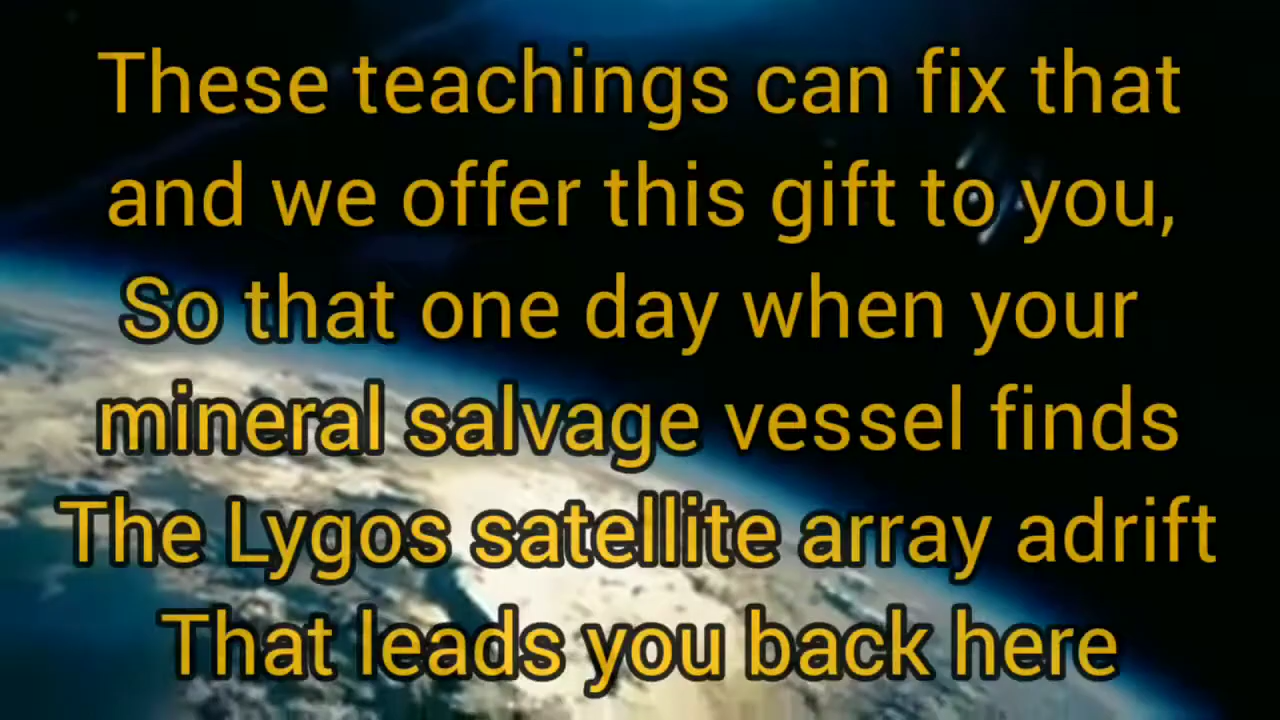 These teachings can fix that
and we offer this gift to you,
So that one day when your
mineral salvage vessel finds
The Lygos satellite array adrift
That leads you back here